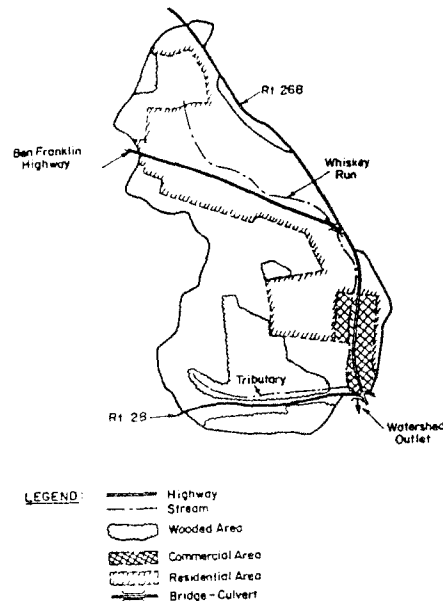 Rt 268
Ben Franklin
Highway
Whiskey
Run
Tributary
Rt 28
Watershed
Outlet
LEGEND:
Highway
Stream
Wooded Area
Commercial Area
Residential Area
Bridge-Culvert